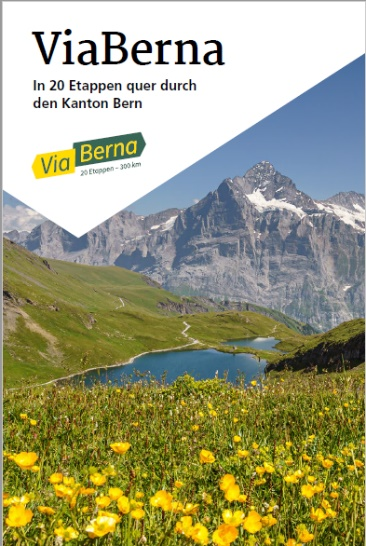 ViaBerna
In 20 Etappen quer durch
den Kanton Bern
Via Berna
20 Etappen – 300 km